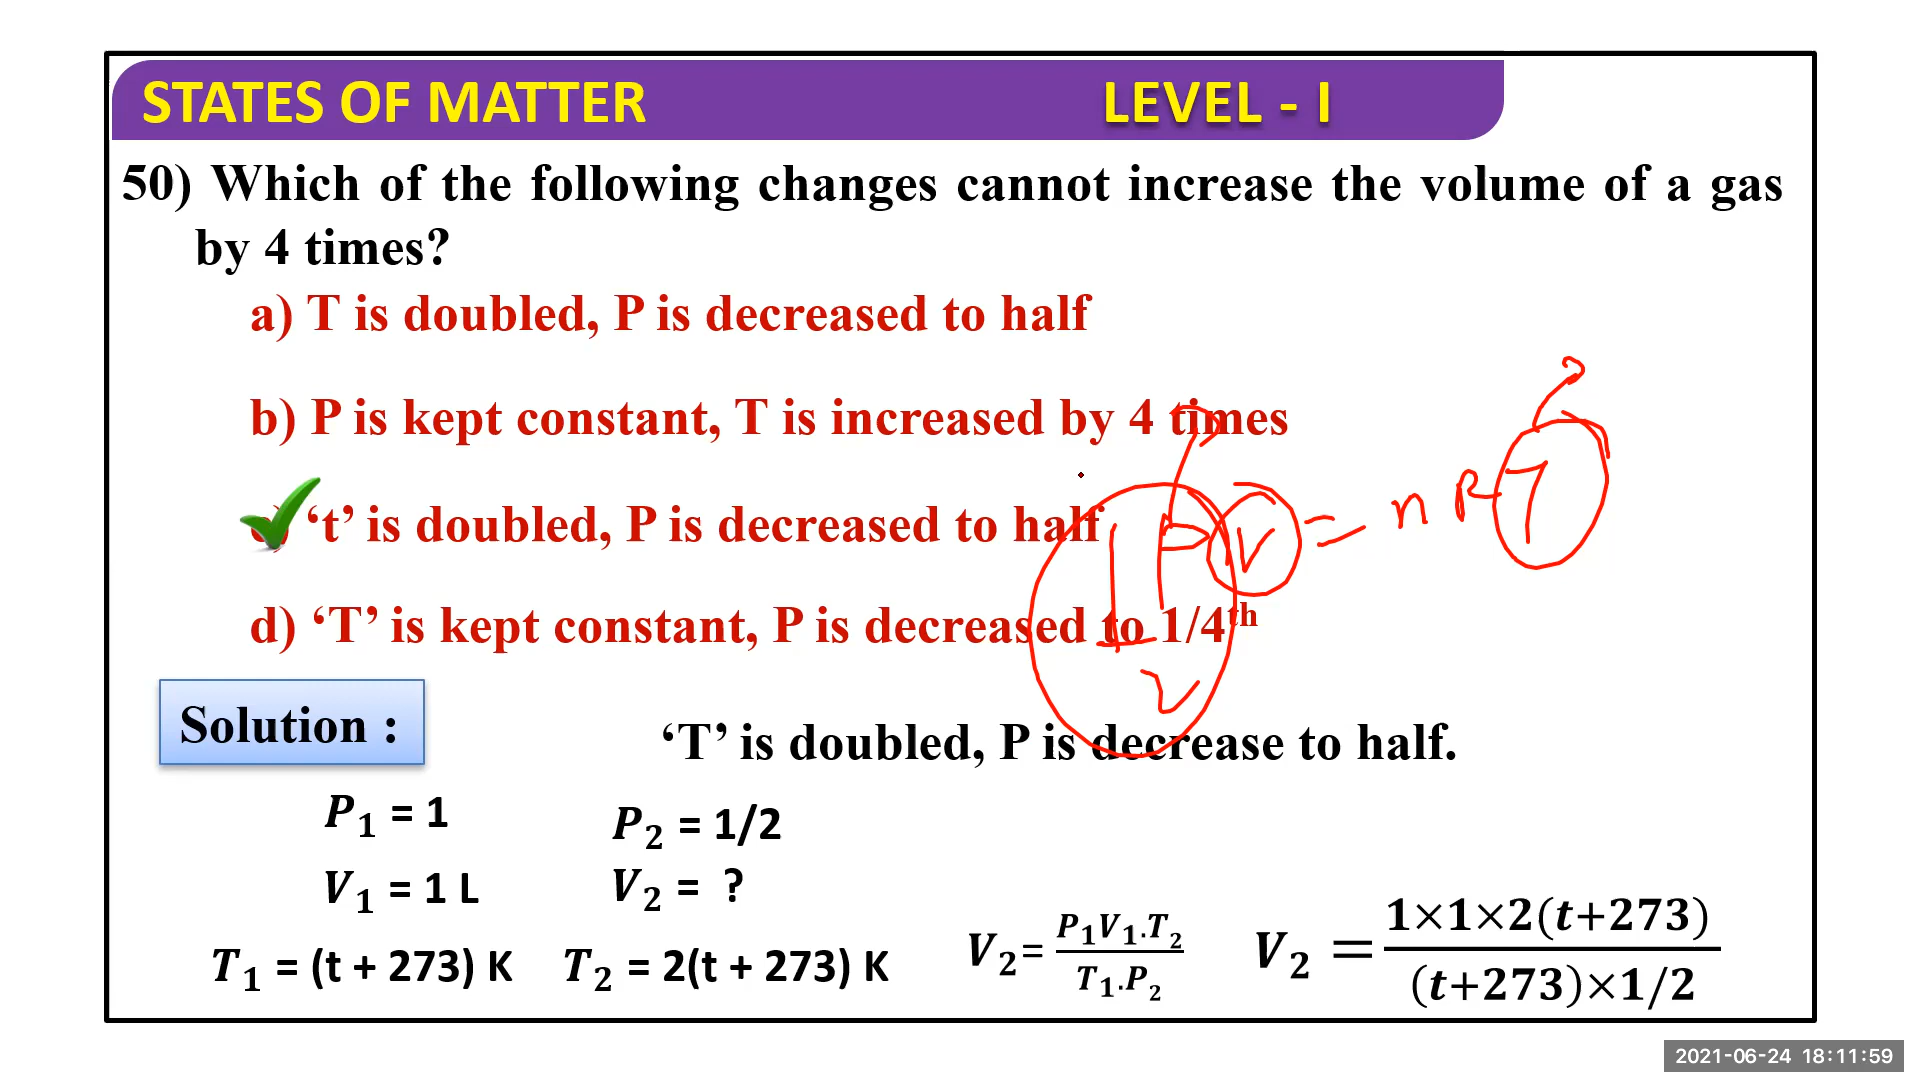 STATES OF MATTER LEVEL - I
50) Which of the following changes cannot increase the volume of a gas
by 4 times?
a) T is doubled, P is decreased to half
b) P is kept constant, T is increased by 4 times
c) ‘t’ is doubled, P is decreased to half
d) ‘T’ is kept constant, P is decreased to 1/4th
V = n R T
Solution :
‘T’ is doubled, P is decrease to half.
P1 = 1 P2 = 1/2
V1 = 1 L V2 = ?
T1 = (t + 273) K T2 = 2(t + 273) K V2= P1V1.T2 / T1.P2 V2 = 1×1×2(t+273) / (t+273)×1/2
2021-06-24 18:11:59